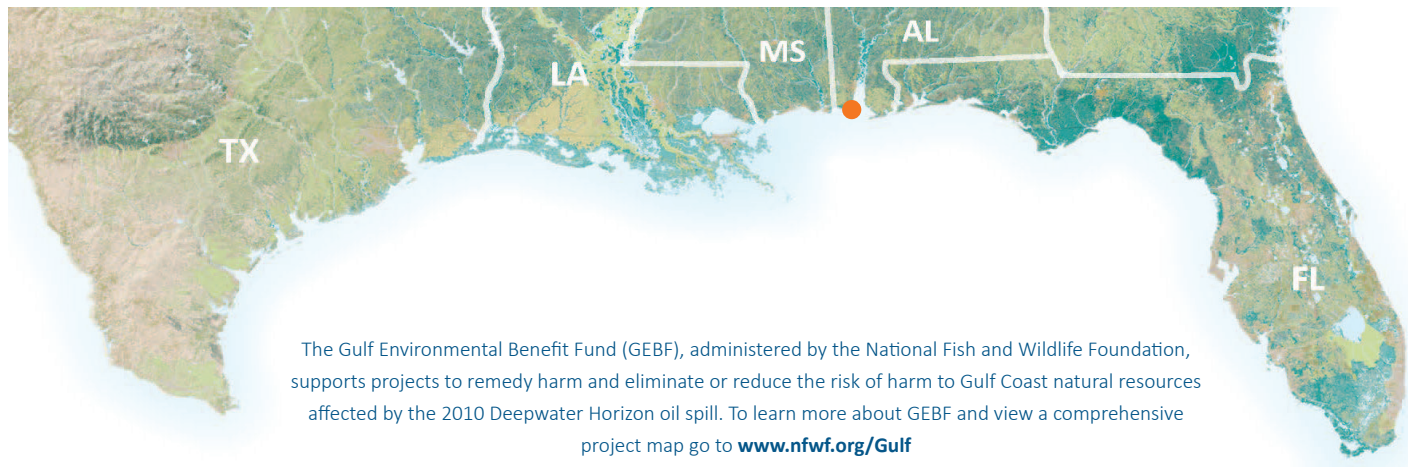 AL
MS
LA
TX
FL
The Gulf Environmental Benefit Fund (GEBF), administered by the National Fish and Wildlife Foundation,
supports projects to remedy harm and eliminate or reduce the risk of harm to Gulf Coast natural resources
affected by the 2010 Deepwater Horizon oil spill. To learn more about GEBF and view a comprehensive
project map go to www.nfwf.org/Gulf